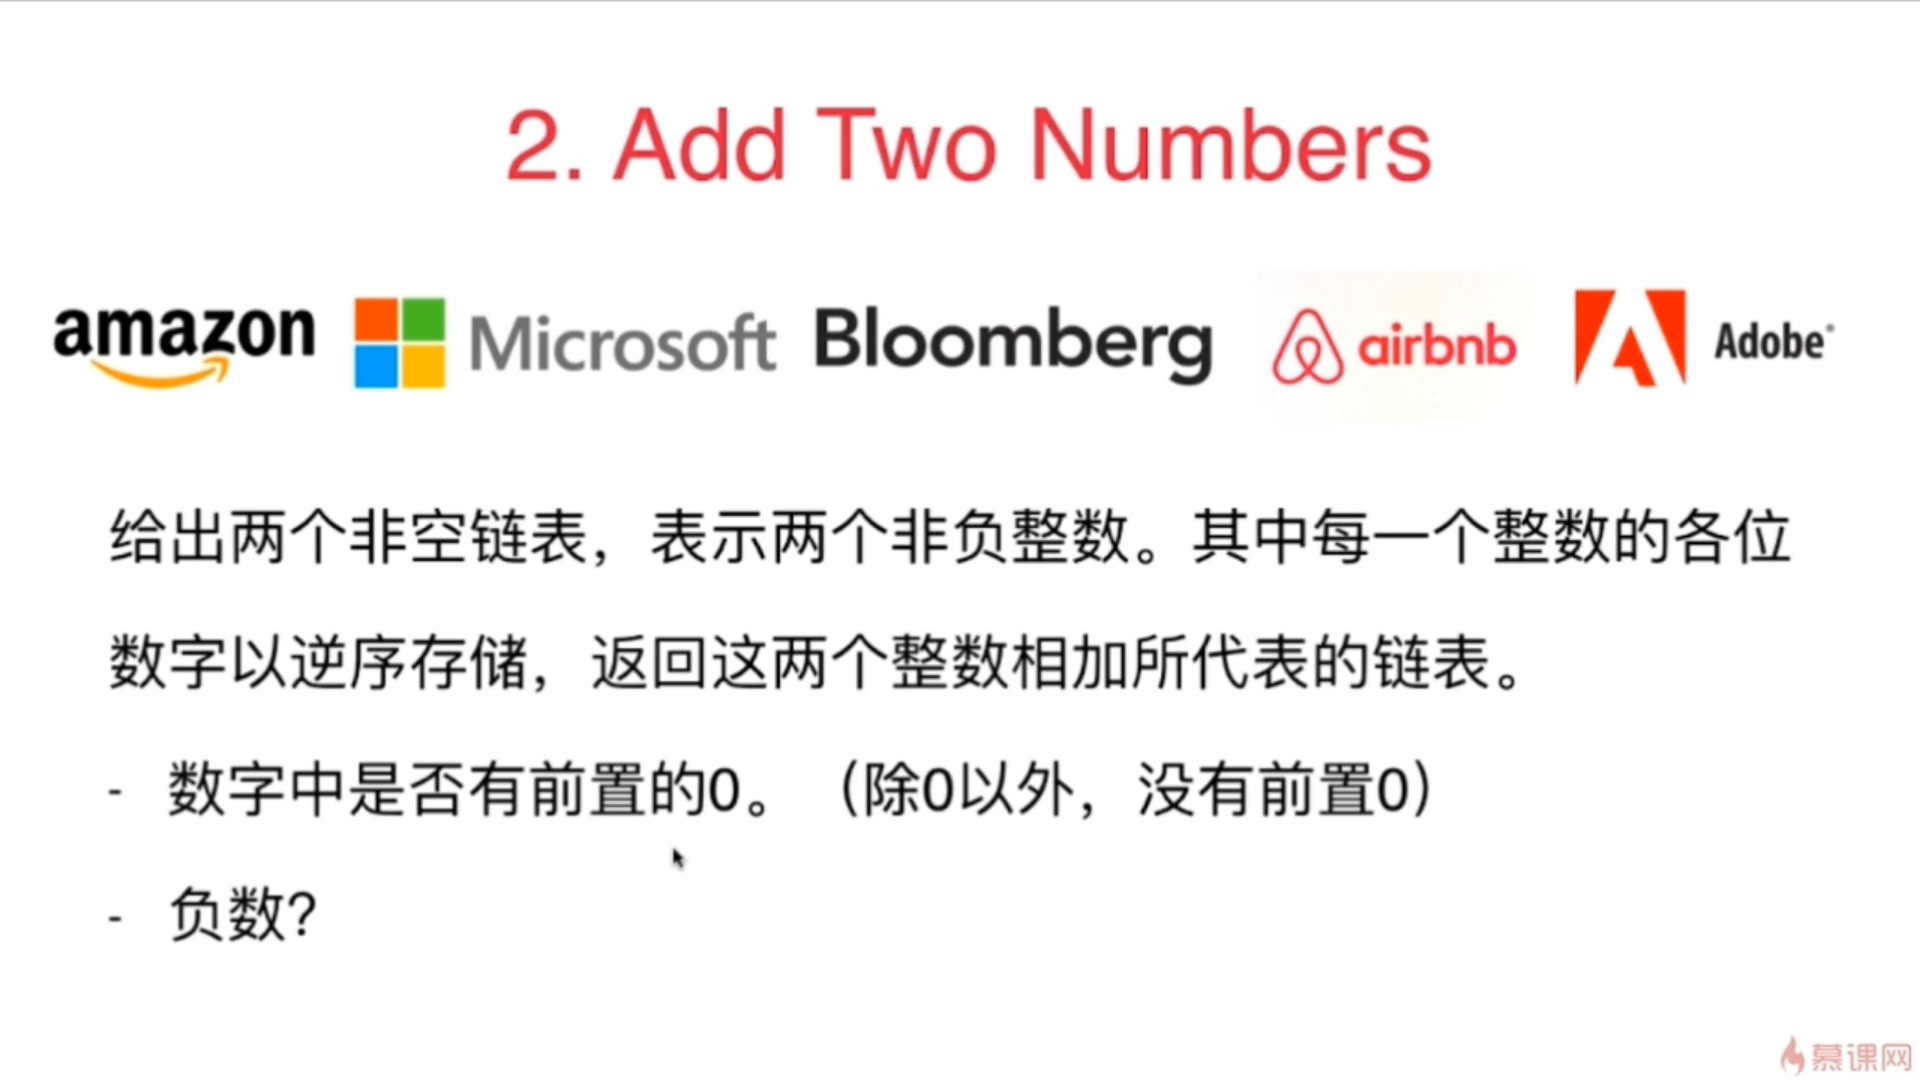 2. Add Two Numbers
amazon Microsoft Bloomberg airbnb Adobe
给出两个非空链表，表示两个非负整数。其中每一个整数的各位
数字以逆序存储，返回这两个整数相加所代表的链表。
- 数字中是否有前置的0。（除0以外，没有前置0）
- 负数？
慕课网